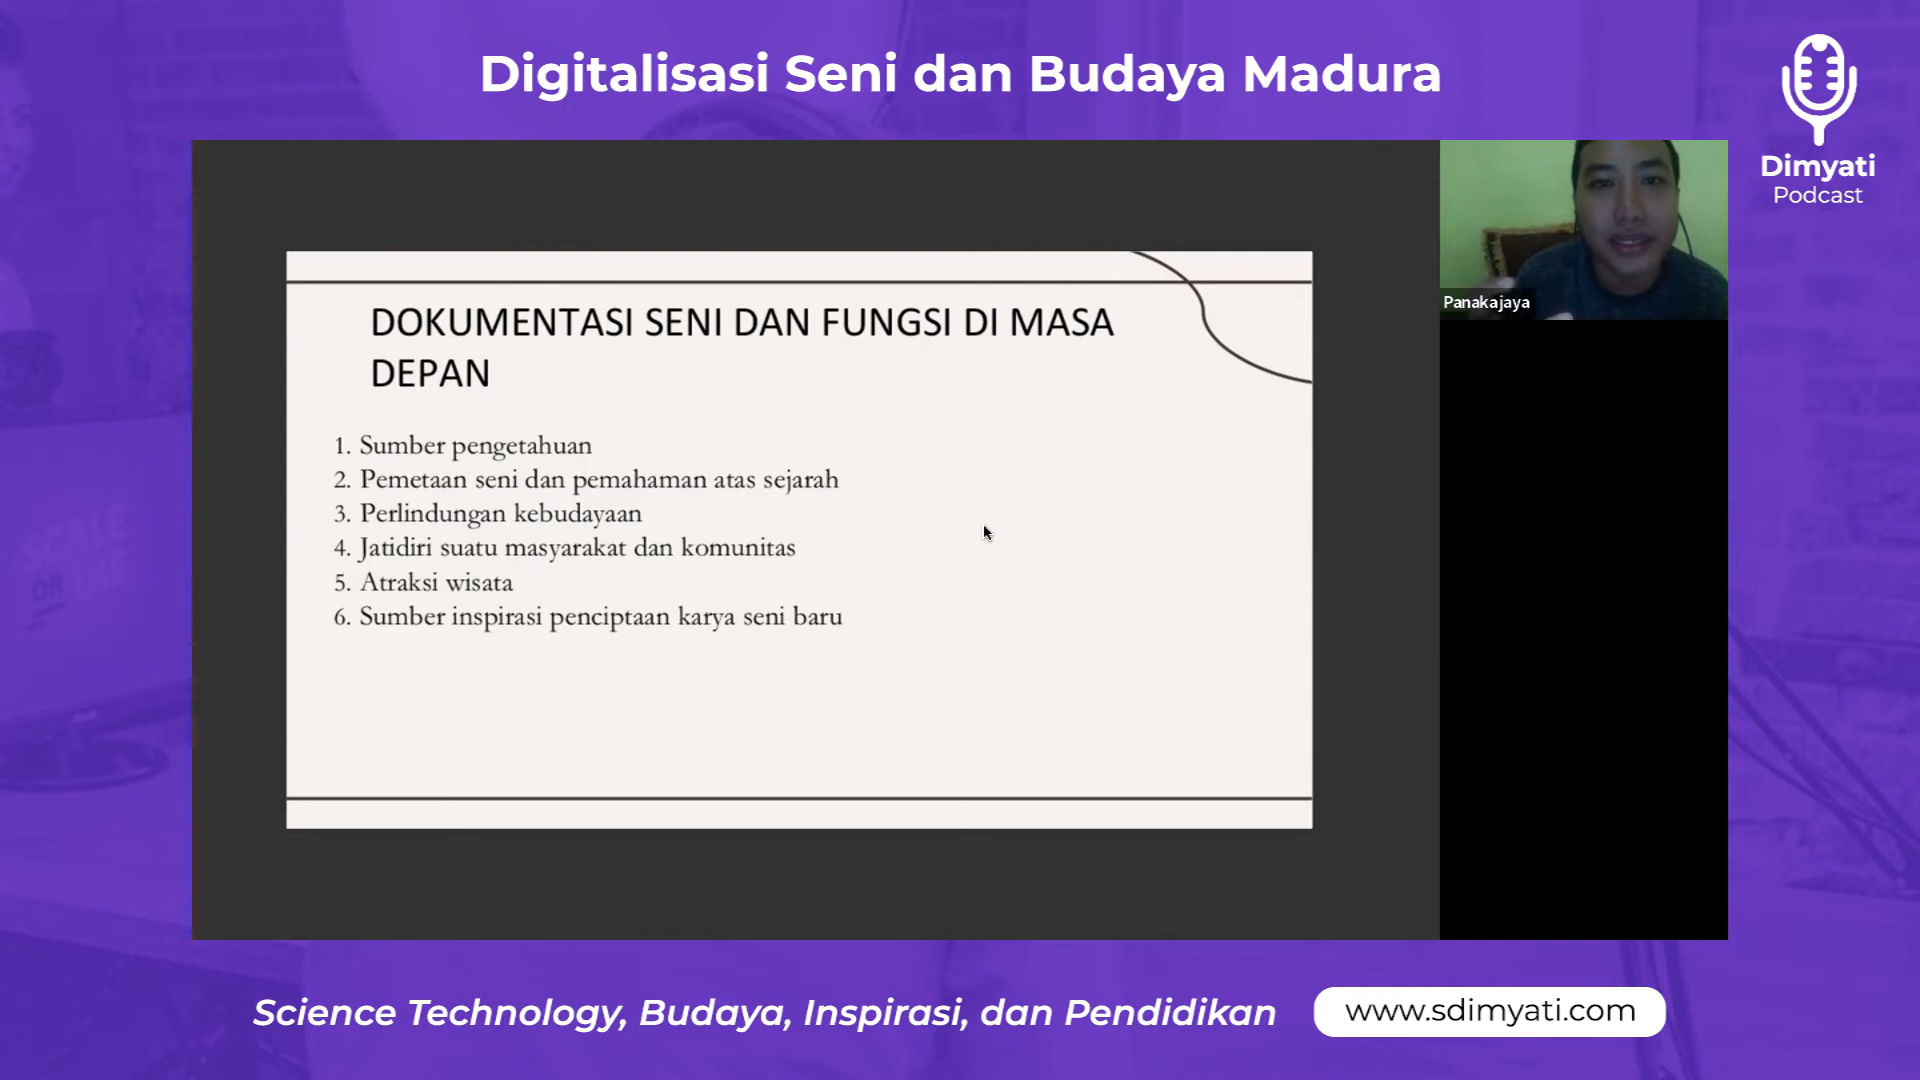 Digitalisasi Seni dan Budaya Madura
Dimyati
Podcast
DOKUMENTASI SENI DAN FUNGSI DI MASA
DEPAN
1. Sumber pengetahuan
2. Pemetaan seni dan pemahaman atas sejarah
3. Perlindungan kebudayaan
4. Jatidiri suatu masyarakat dan komunitas
5. Atraksi wisata
6. Sumber inspirasi penciptaan karya seni baru
Panakajaya
SCALE
OR
Science Technology, Budaya, Inspirasi, dan Pendidikan
www.sdimyati.com